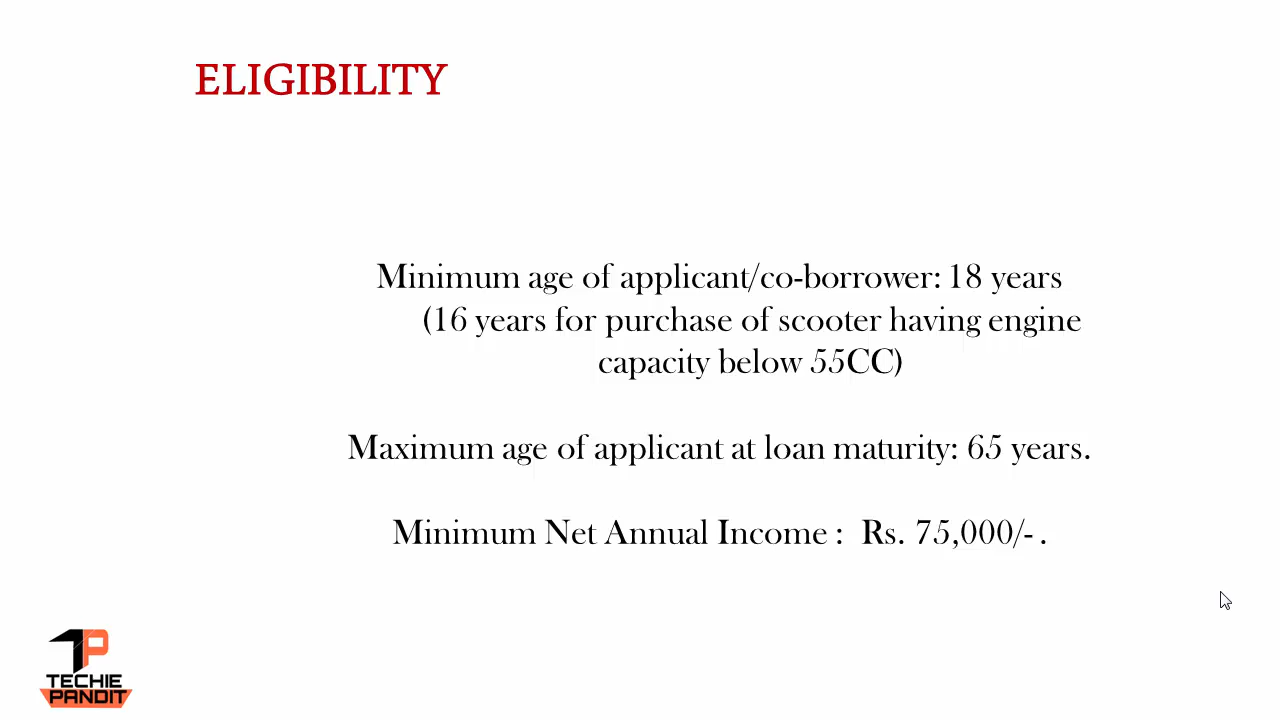 ELIGIBILITY
Minimum age of applicant/co-borrower: 18 years
(16 years for purchase of scooter having engine
capacity below 55CC)
Maximum age of applicant at loan maturity: 65 years.
Minimum Net Annual Income :  Rs. 75,000/- .
TP
TECHIE
PANDIT